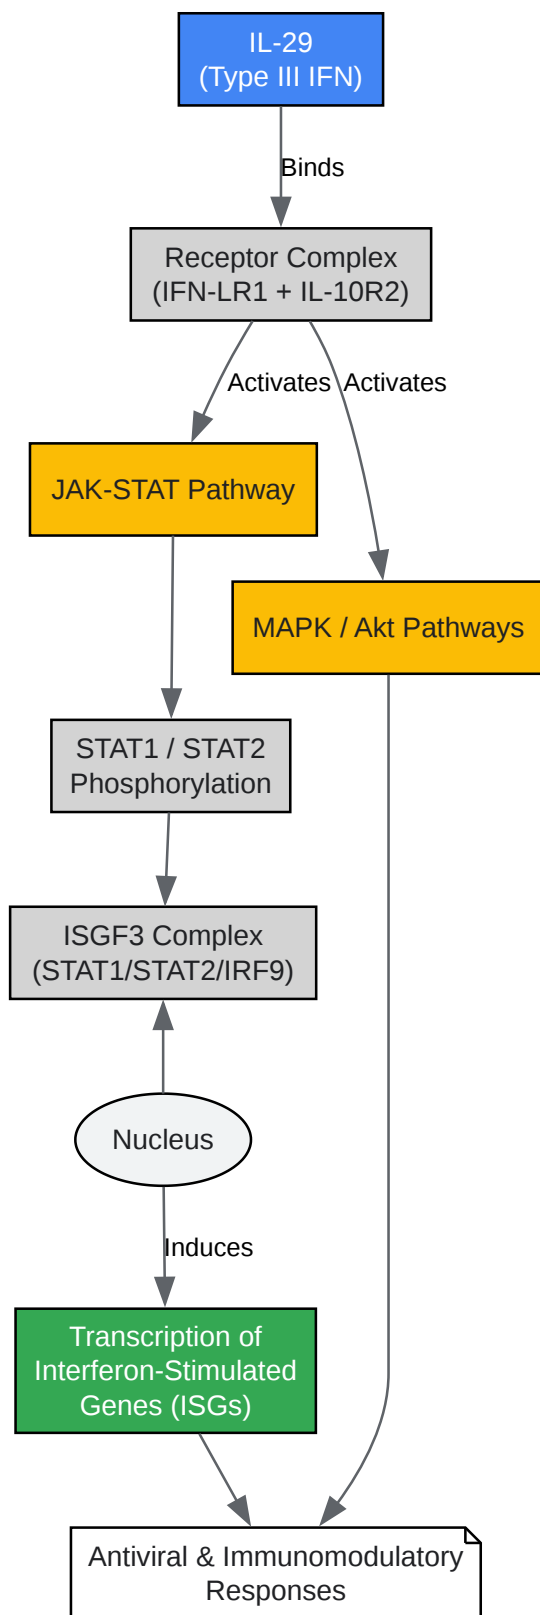 IL-29
(Type III IFN)
Binds
Receptor Complex
(IFN-LR1 + IL-10R2)
Activates
Activates
JAK-STAT Pathway
MAPK / Akt Pathways
STAT1 / STAT2
Phosphorylation
ISGF3 Complex
(STAT1/STAT2/IRF9)
Nucleus
Induces
Transcription of
Interferon-Stimulated
Genes (ISGs)
Antiviral & Immunomodulatory
Responses